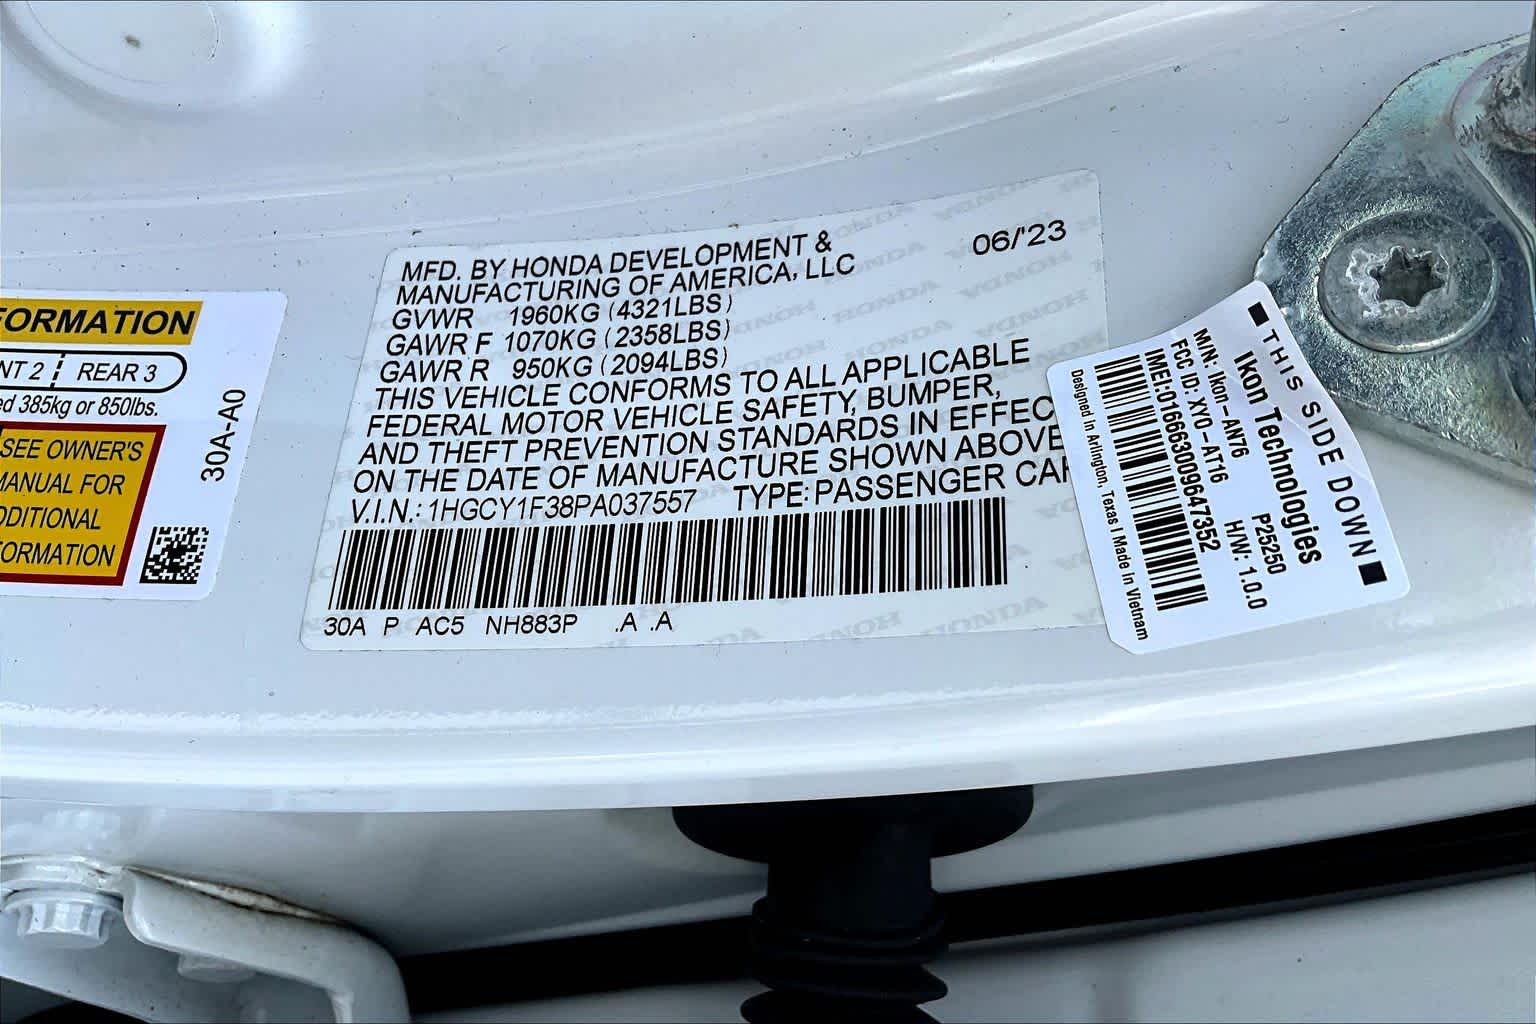 FORMATION
NT 2 REAR 3
ed 385kg or 850lbs.
SEE OWNER'S
MANUAL FOR
DDITIONAL
FORMATION
30A-A0
MFD. BY HONDA DEVELOPMENT &
MANUFACTURING OF AMERICA, LLC
06/'23
GVWR 1960KG (4321LBS)
GAWR F 1070KG (2358LBS)
GAWR R 950KG (2094LBS)
THIS VEHICLE CONFORMS TO ALL APPLICABLE
FEDERAL MOTOR VEHICLE SAFETY, BUMPER,
AND THEFT PREVENTION STANDARDS IN EFFEC
ON THE DATE OF MANUFACTURE SHOWN ABOVE
V.I.N.: 1HGCY1F38PA037557 TYPE: PASSENGER CAR
30A P AC5 NH883P .A .A
THIS SIDE DOWN
Ikon Technologies
P25250
M/N: Ikon-AN76 H/W: 1.0.0
FCC ID: XYO-AT16
IMEI:016663009647352
Designed in Arlington, Texas | Made in Vietnam